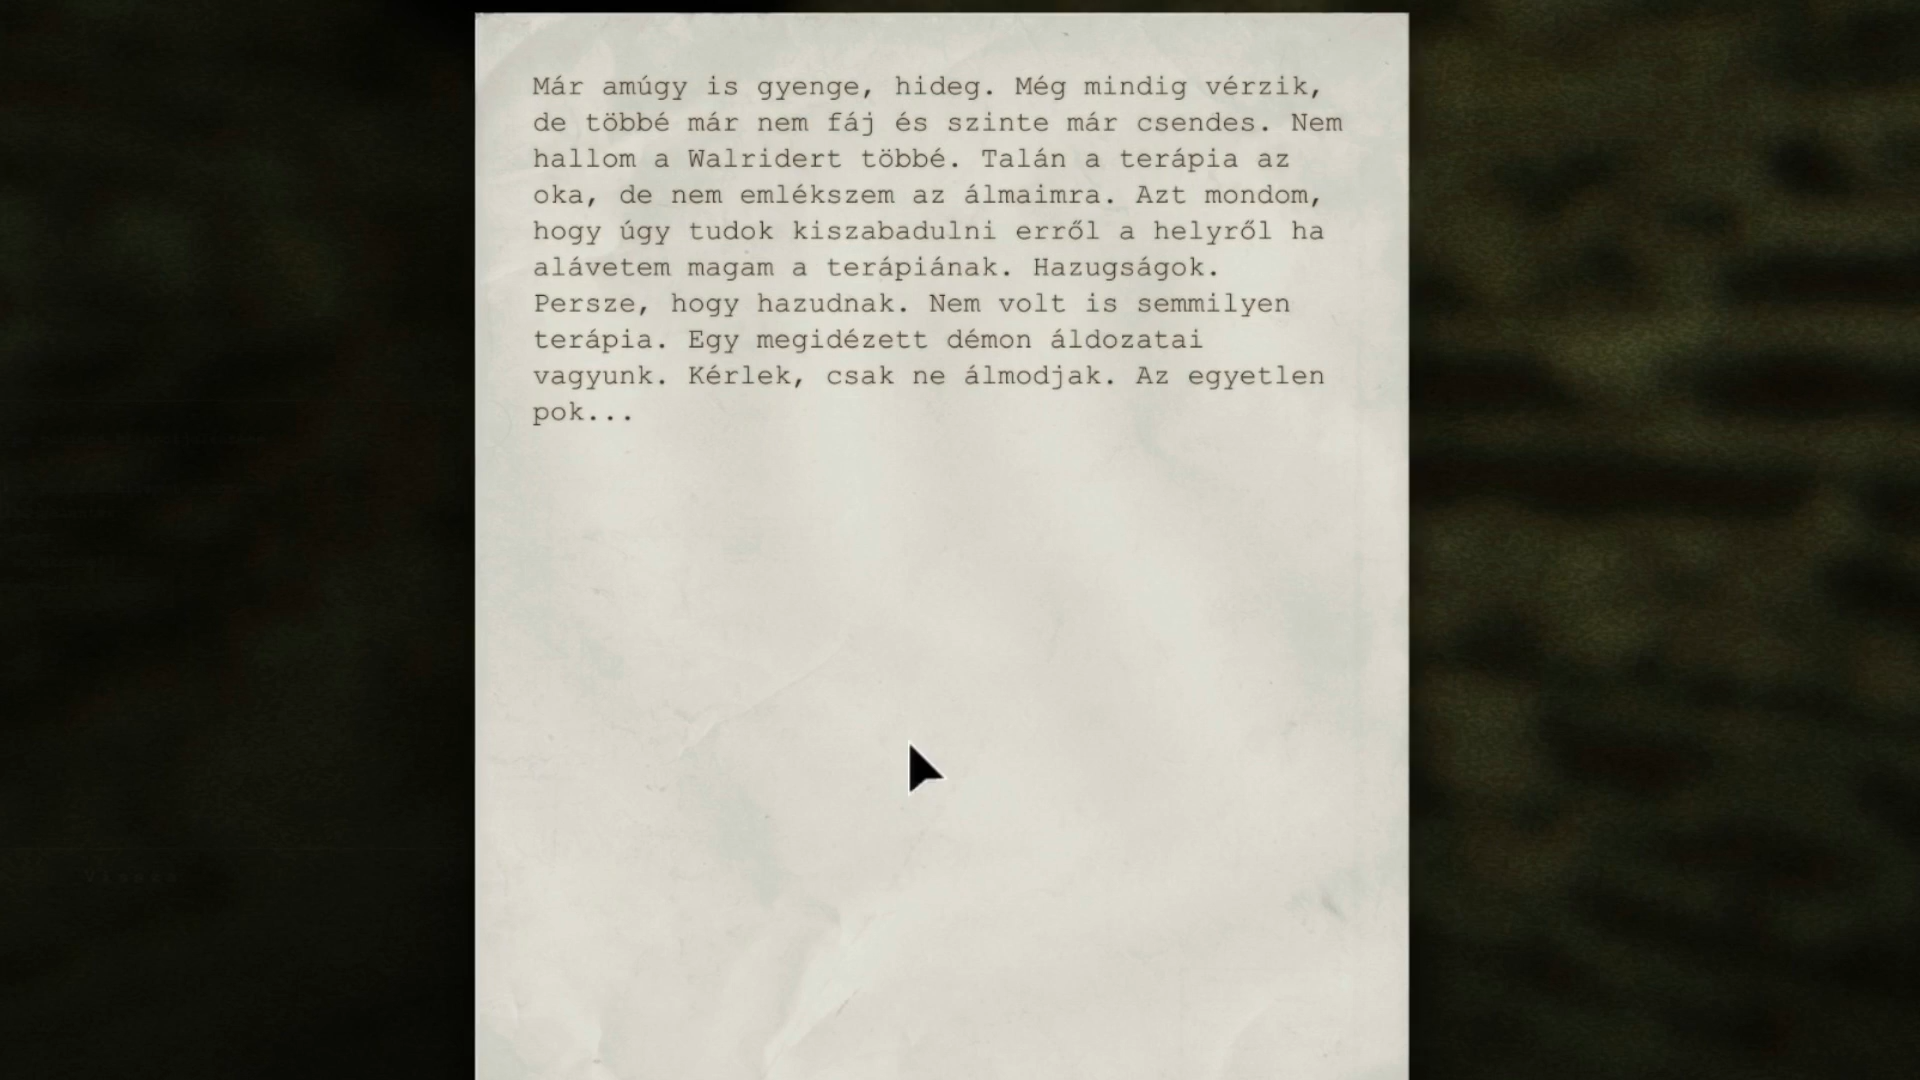 Már amúgy is gyenge, hideg. Még mindig vérzik,
de többé már nem fáj és szinte már csendes. Nem
hallom a Walridert többé. Talán a terápia az
oka, de nem emlékszem az álmaimra. Azt mondom,
hogy úgy tudok kiszabadulni erről a helyről ha
alávetem magam a terápiának. Hazugságok.
Persze, hogy hazudnak. Nem volt is semmilyen
terápia. Egy megidézett démon áldozatai
vagyunk. Kérlek, csak ne álmodjak. Az egyetlen
pok...